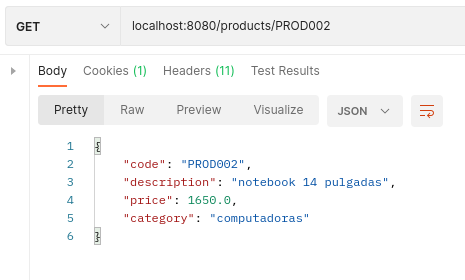 GET localhost:8080/products/PROD002
Body Cookies (1) Headers (11) Test Results
Pretty Raw Preview Visualize JSON
1 {
2 "code": "PROD002",
3 "description": "notebook 14 pulgadas",
4 "price": 1650.0,
5 "category": "computadoras"
6 }